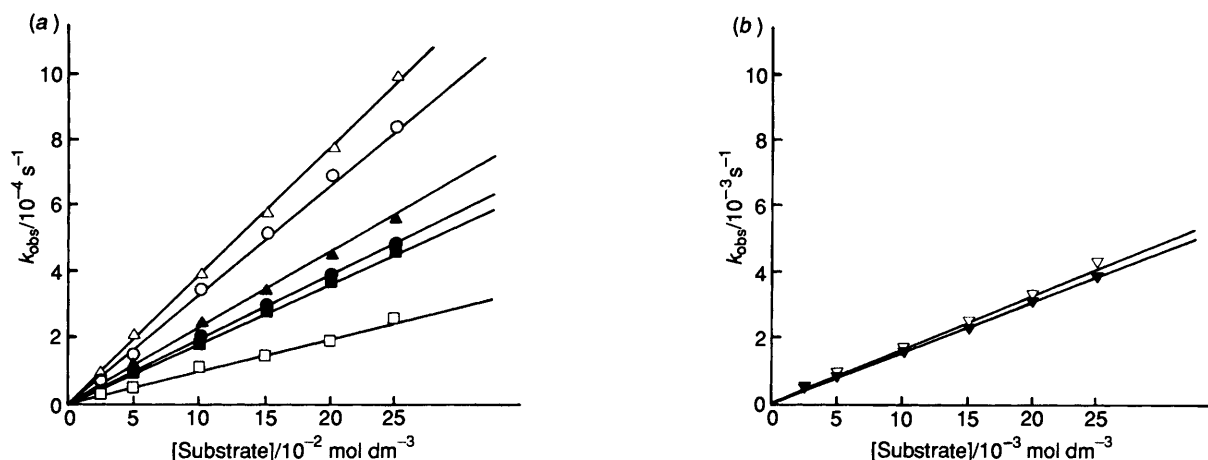 (a)
10
8
6
4
2
0
k_obs/10⁻⁴ s⁻¹
0 5 10 15 20 25
[Substrate]/10⁻² mol dm⁻³
(b)
10
8
6
4
2
0
k_obs/10⁻³ s⁻¹
0 5 10 15 20 25
[Substrate]/10⁻³ mol dm⁻³